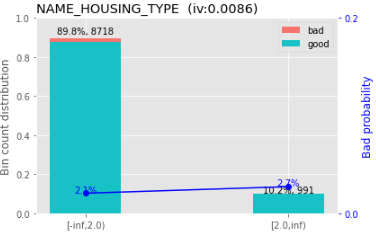 NAME_HOUSING_TYPE (iv:0.0086)
1.0
0.8
0.6
0.4
0.2
0.0
Bin count distribution
89.8%, 8718
bad
good
2.1%
2.7%
10.2%, 991
[-inf,2.0)
[2.0,inf)
0.2
0.0
Bad probability